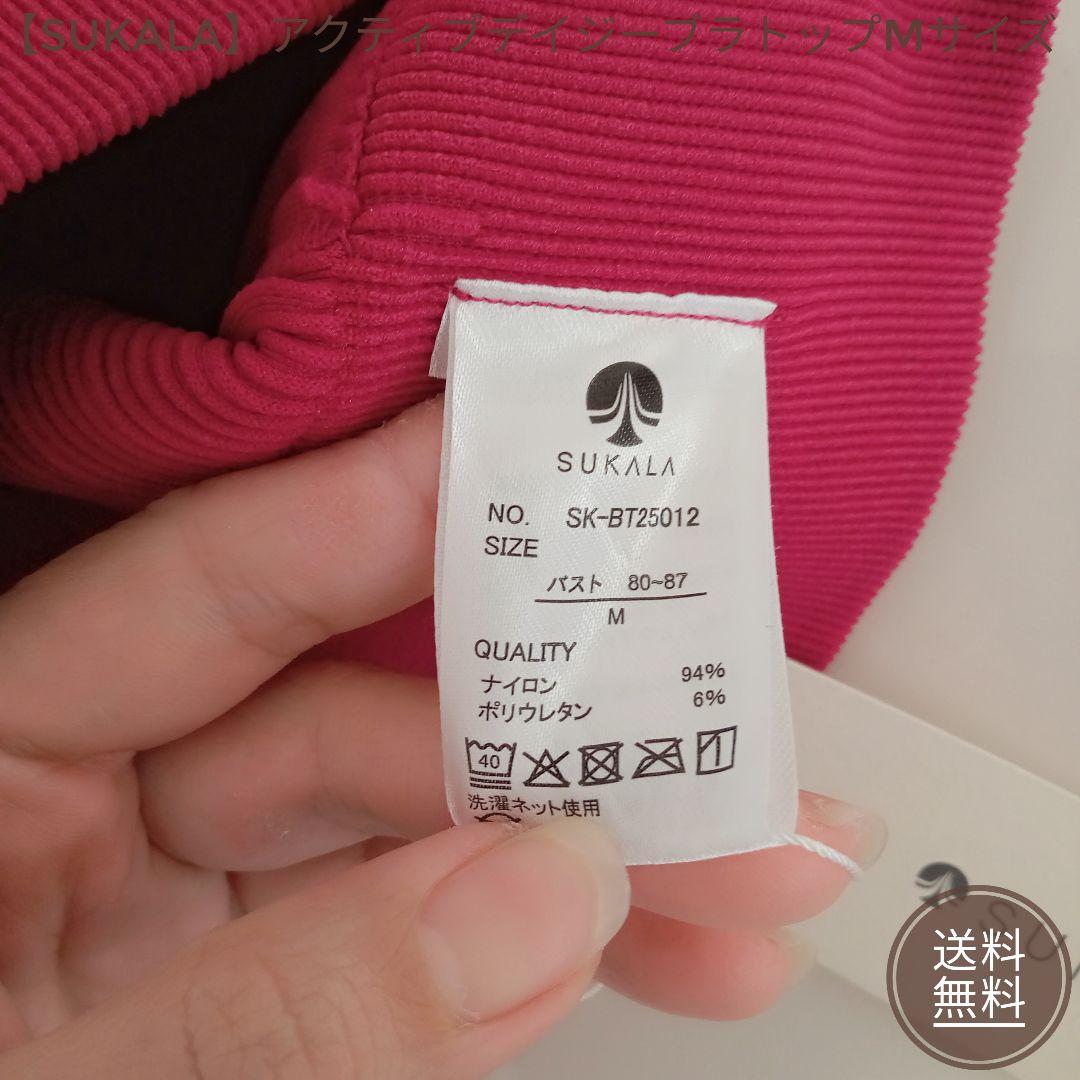 【SUKALA】アクティブデイジーブラトップMサイズ
SUKALA
NO. SK-BT25012
SIZE
バスト 80~87
M
QUALITY
ナイロン 94%
ポリウレタン 6%
40
洗濯ネット使用
SU
送料
無料